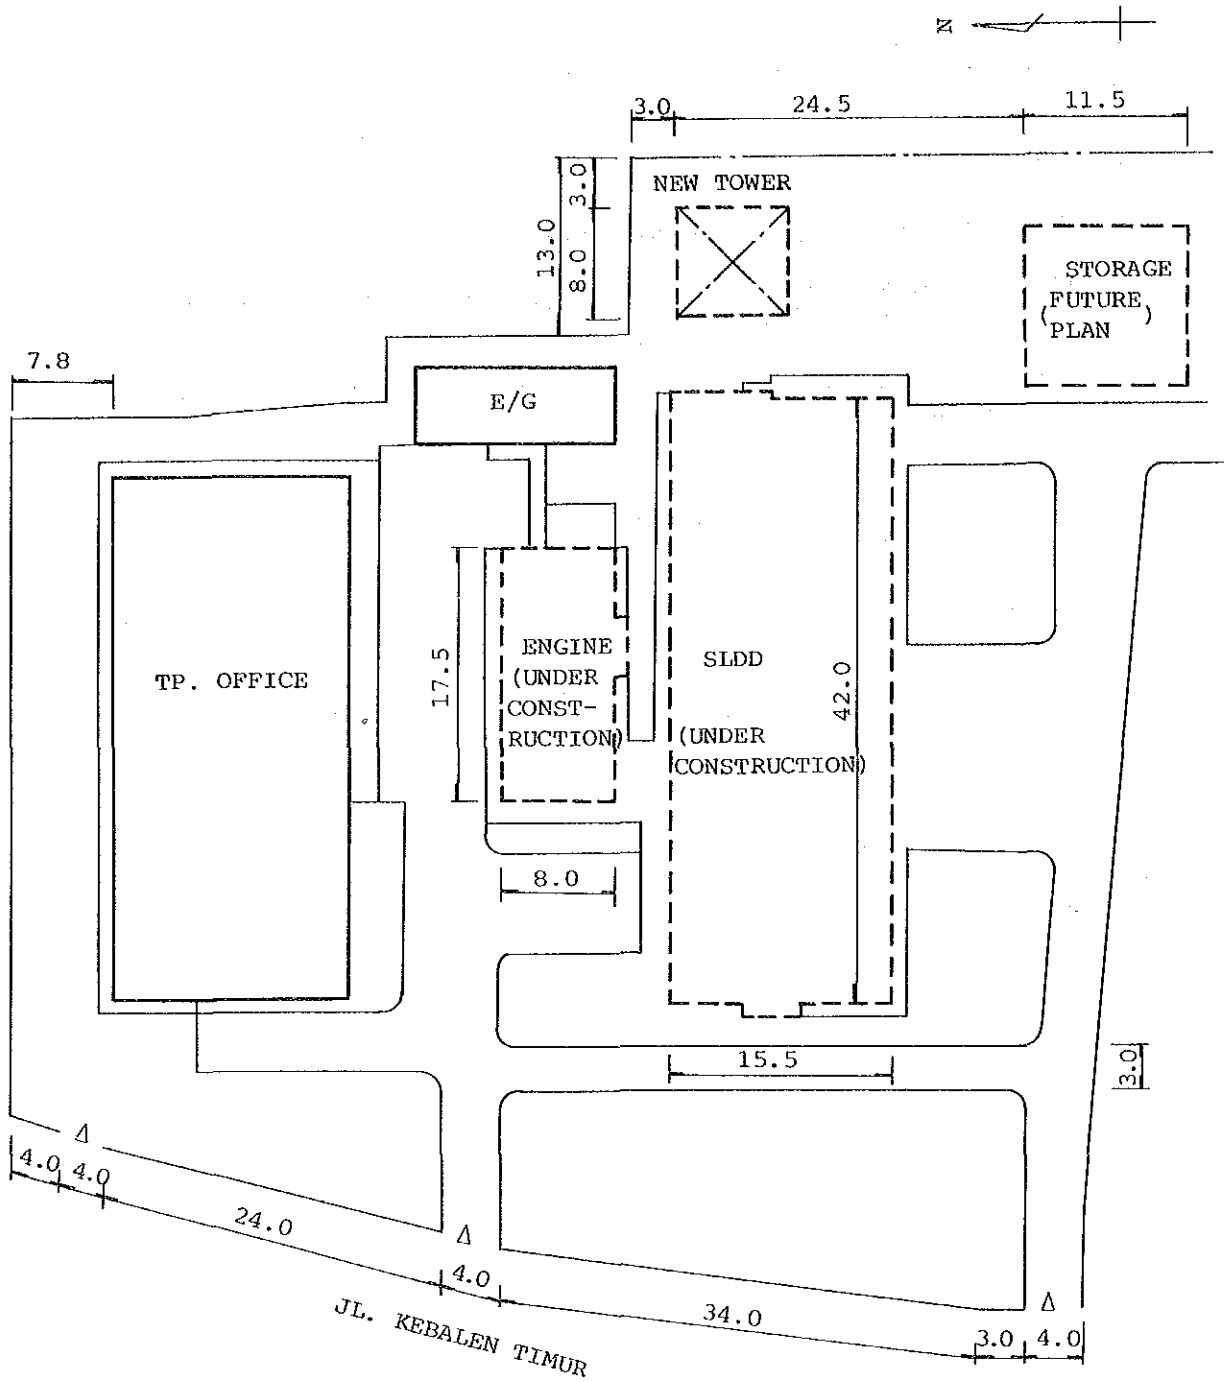 N
3.0 24.5 11.5
NEW TOWER
3.0
13.0
8.0
STORAGE
(FUTURE
PLAN)
7.8
E/G
17.5
ENGINE
(UNDER
CONST-
RUCTION)
SLDD
(UNDER
CONSTRUCTION)
42.0
TP. OFFICE
8.0
15.5
3.0
4.0 4.0
24.0
4.0
34.0
3.0 4.0
JL. KEBALEN TIMUR